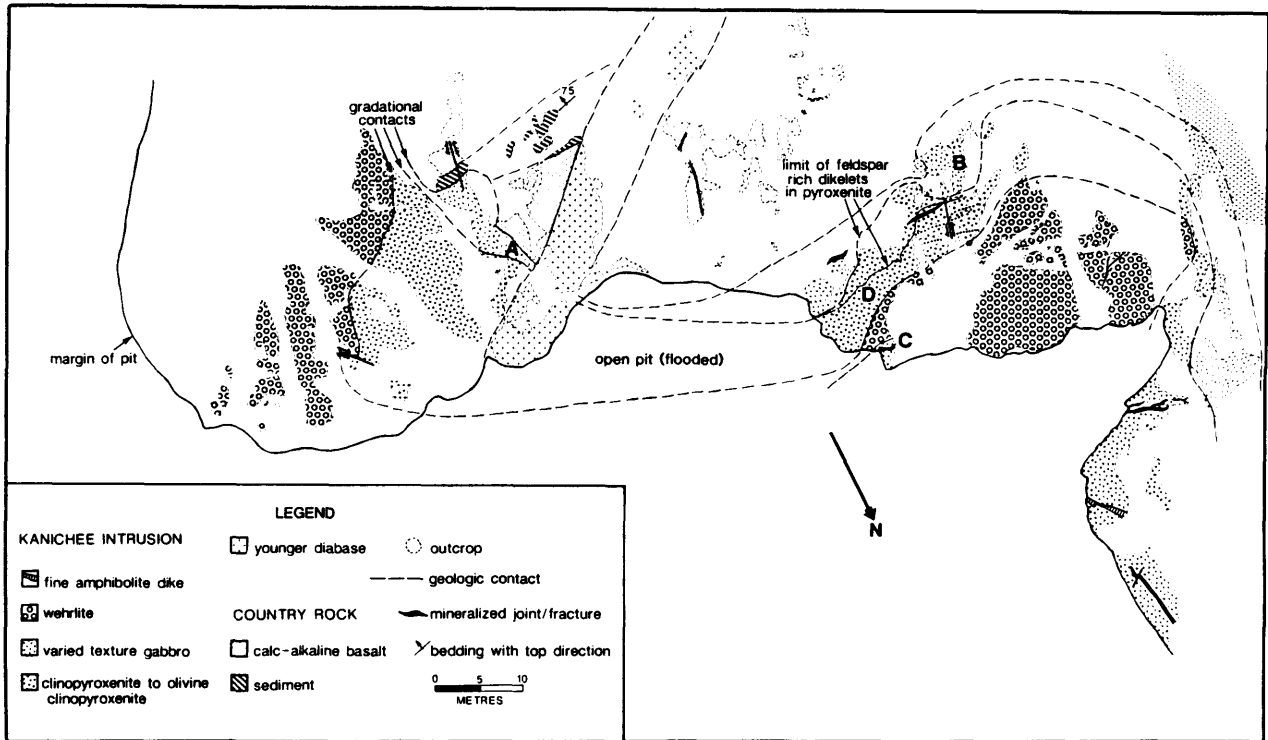 gradational
contacts
75
A
limit of feldspar
rich dikelets
in pyroxenite
B
D
C
margin of pit
open pit (flooded)
N
LEGEND
KANICHEE INTRUSION
fine amphibolite dike
wehrlite
varied texture gabbro
clinopyroxenite to olivine
clinopyroxenite
younger diabase
COUNTRY ROCK
calc-alkaline basalt
sediment
outcrop
geologic contact
mineralized joint/fracture
bedding with top direction
0 5 10
METRES